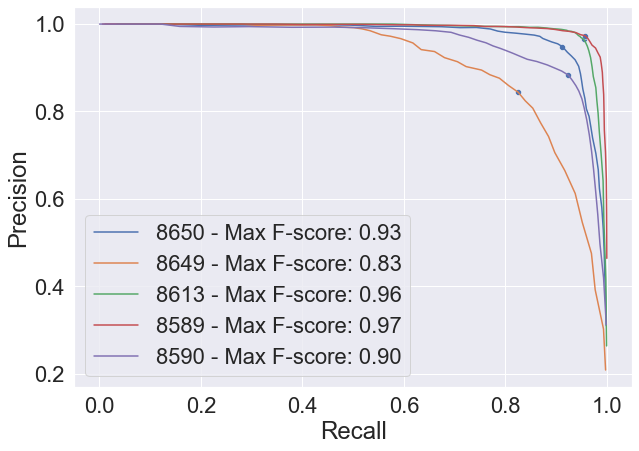 1.0
0.8
0.6
0.4
0.2
Precision
8650 - Max F-score: 0.93
8649 - Max F-score: 0.83
8613 - Max F-score: 0.96
8589 - Max F-score: 0.97
8590 - Max F-score: 0.90
0.0 0.2 0.4 0.6 0.8 1.0
Recall